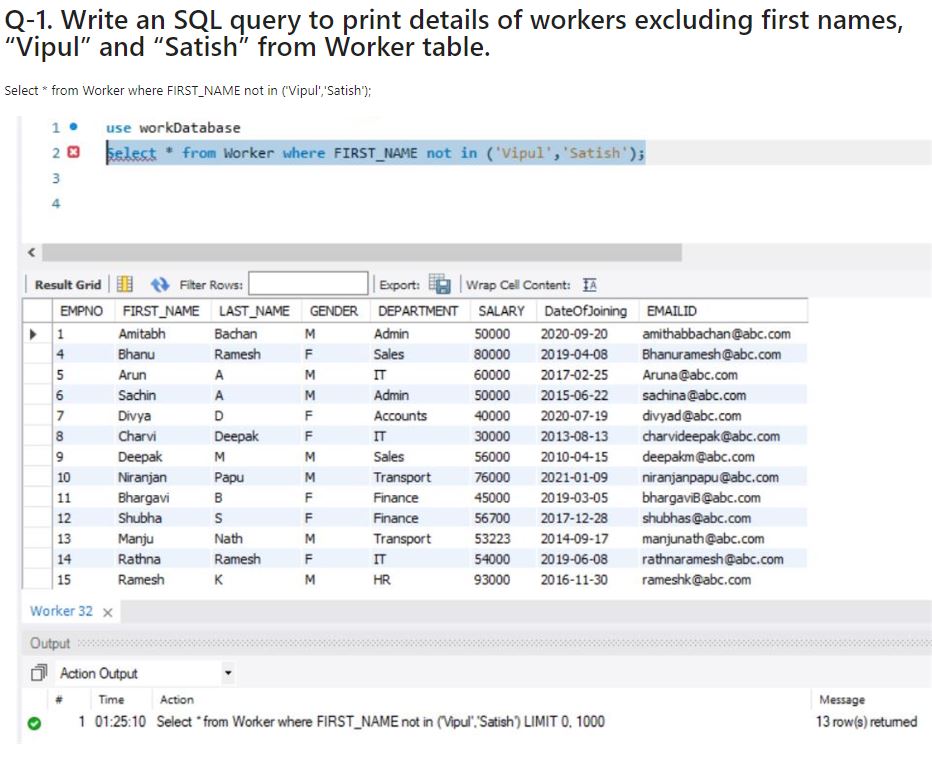 Q-1. Write an SQL query to print details of workers excluding first names,
“Vipul” and “Satish” from Worker table.
Select * from Worker where FIRST_NAME not in ('Vipul','Satish');
1 use workDatabase
2 Select * from Worker where FIRST_NAME not in ('Vipul','Satish');
3
4
Result Grid Filter Rows: Export: Wrap Cell Content: IA
EMPNO FIRST_NAME LAST_NAME GENDER DEPARTMENT SALARY DateOfJoining EMAILID
1 Amitabh Bachan M Admin 50000 2020-09-20 amithabbachan@abc.com
4 Bhanu Ramesh F Sales 80000 2019-04-08 Bhanuramesh@abc.com
5 Arun A M IT 60000 2017-02-25 Aruna@abc.com
6 Sachin A M Admin 50000 2015-06-22 sachina@abc.com
7 Divya D F Accounts 40000 2020-07-19 divyad@abc.com
8 Charvi Deepak F IT 30000 2013-08-13 charvideepak@abc.com
9 Deepak M M Sales 56000 2010-04-15 deepakm@abc.com
10 Niranjan Papu M Transport 76000 2021-01-09 niranjanpapu@abc.com
11 Bhargavi B F Finance 45000 2019-03-05 bhargaviB@abc.com
12 Shubha S F Finance 56700 2017-12-28 shubhas@abc.com
13 Manju Nath M Transport 53223 2014-09-17 manjunath@abc.com
14 Rathna Ramesh F IT 54000 2019-06-08 rathnaramesh@abc.com
15 Ramesh K M HR 93000 2016-11-30 rameshk@abc.com
Worker 32
Output
Action Output
# Time Action Message
1 01:25:10 Select * from Worker where FIRST_NAME not in ('Vipul','Satish') LIMIT 0, 1000 13 row(s) returned